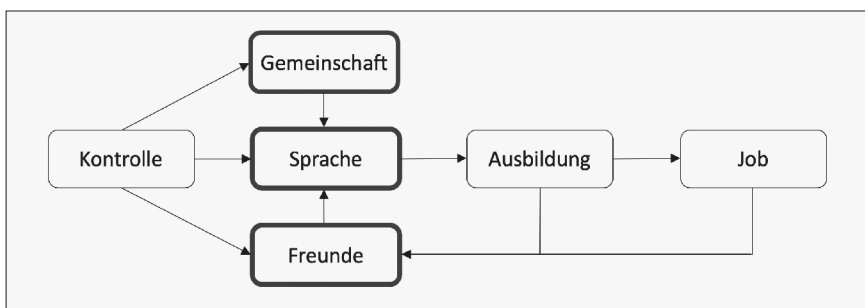 Gemeinschaft
Kontrolle
Sprache
Ausbildung
Job
Freunde